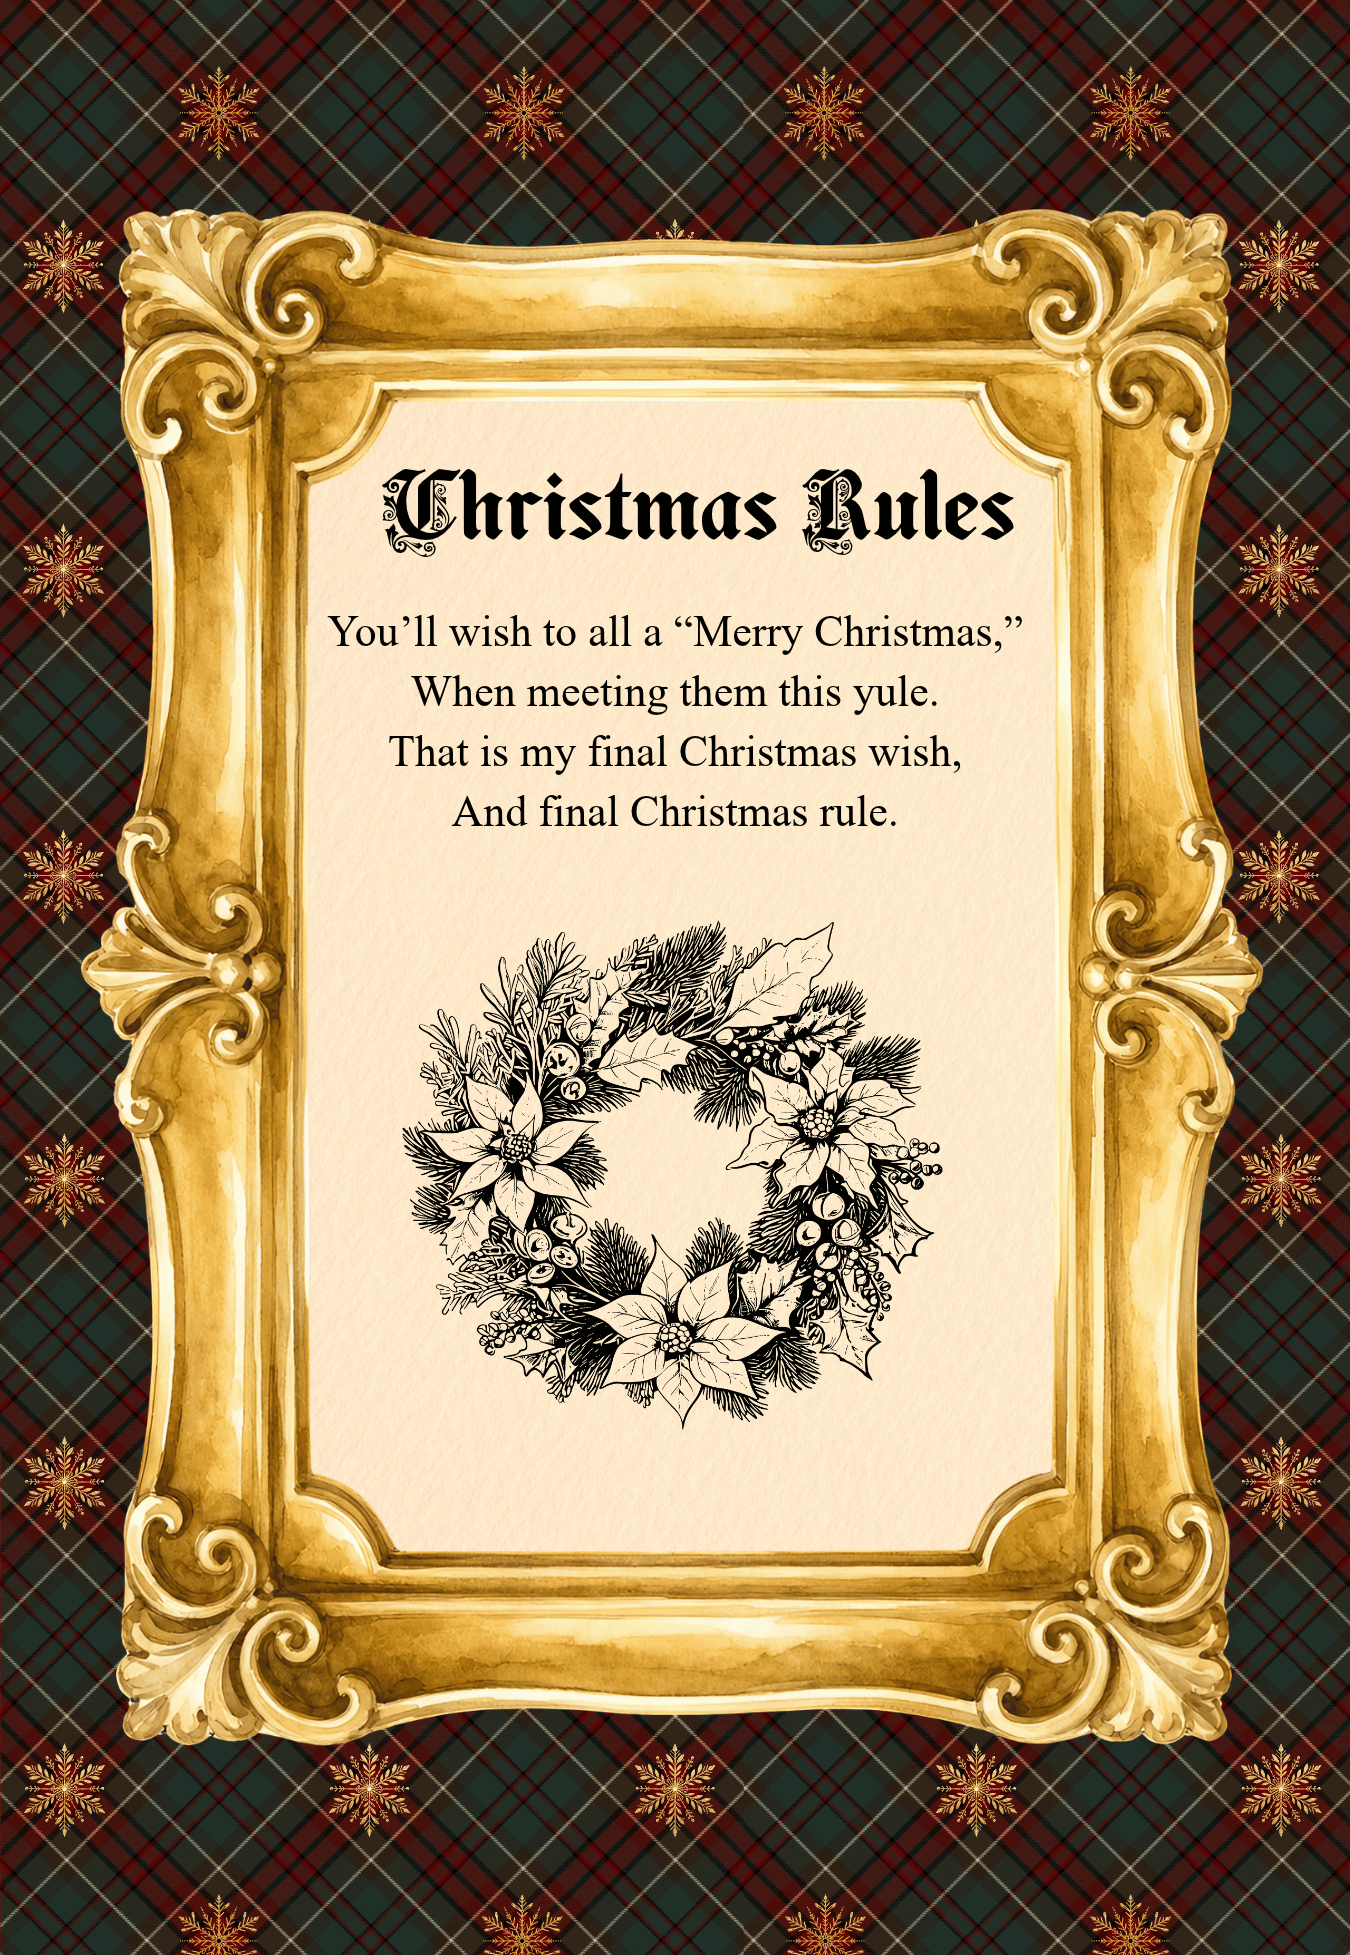 Christmas Rules
You’ll wish to all a “Merry Christmas,”
When meeting them this yule.
That is my final Christmas wish,
And final Christmas rule.